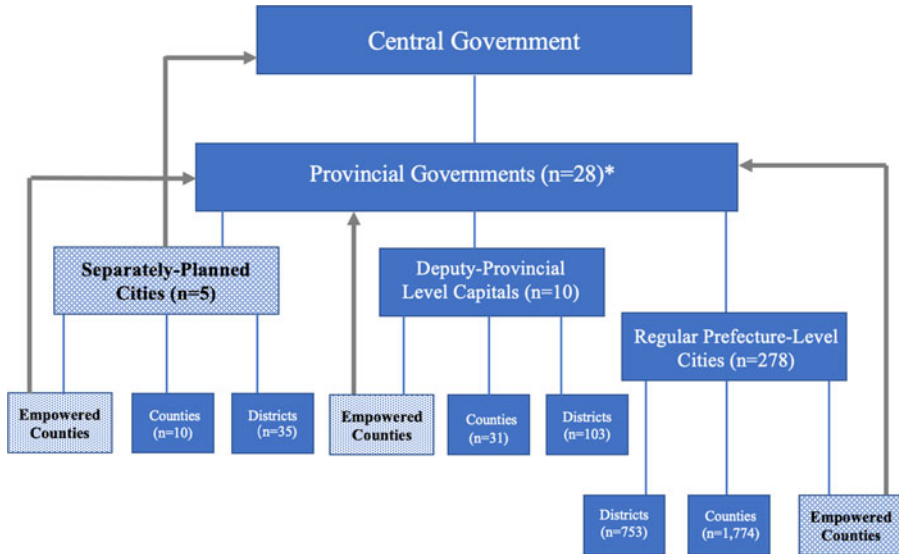 Central Government
Provincial Governments (n=28)*
Separately-Planned
Cities (n=5)
Deputy-Provincial
Level Capitals (n=10)
Regular Prefecture-Level
Cities (n=278)
Empowered
Counties
Counties
(n=10)
Districts
(n=35)
Empowered
Counties
Counties
(n=31)
Districts
(n=103)
Districts
(n=753)
Counties
(n=1,774)
Empowered
Counties